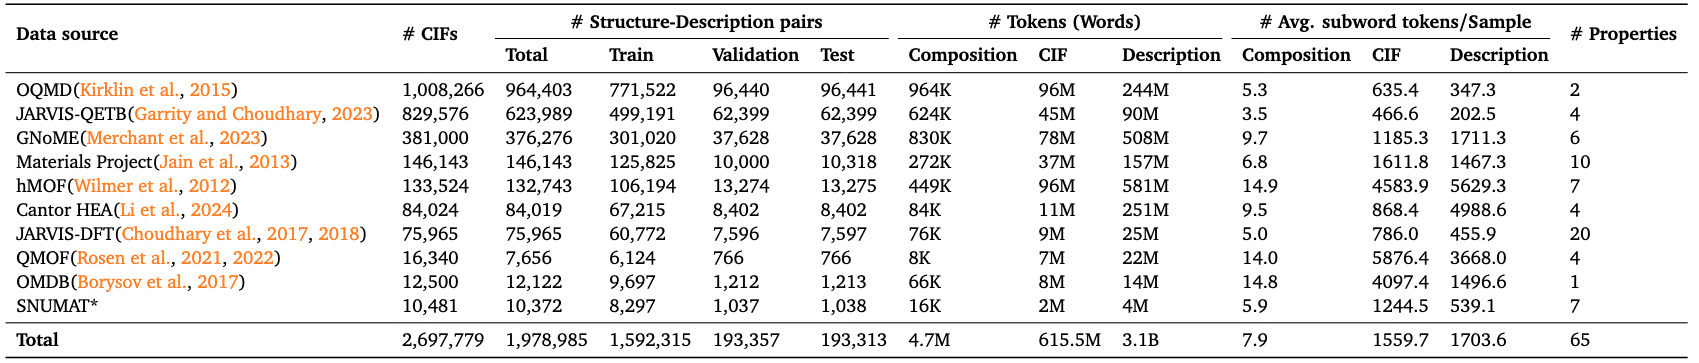 Data source # CIFs # Structure-Description pairs # Tokens (Words) # Avg. subword tokens/Sample # Properties
Total Train Validation Test Composition CIF Description Composition CIF Description
OQMD(Kirklin et al., 2015) 1,008,266 964,403 771,522 96,440 96,441 964K 96M 244M 5.3 635.4 347.3 2
JARVIS-QETB(Garrity and Choudhary, 2023) 829,576 623,989 499,191 62,399 62,399 624K 45M 90M 3.5 466.6 202.5 4
GNoME(Merchant et al., 2023) 381,000 376,276 301,020 37,628 37,628 830K 78M 508M 9.7 1185.3 1711.3 6
Materials Project(Jain et al., 2013) 146,143 146,143 125,825 10,000 10,318 272K 37M 157M 6.8 1611.8 1467.3 10
hMOF(Wilmer et al., 2012) 133,524 132,743 106,194 13,274 13,275 449K 96M 581M 14.9 4583.9 5629.3 7
Cantor HEA(Li et al., 2024) 84,024 84,019 67,215 8,402 8,402 84K 11M 251M 9.5 868.4 4988.6 4
JARVIS-DFT(Choudhary et al., 2017, 2018) 75,965 75,965 60,772 7,596 7,597 76K 9M 25M 5.0 786.0 455.9 20
QMOF(Rosen et al., 2021, 2022) 16,340 7,656 6,124 766 766 8K 7M 22M 14.0 5876.4 3668.0 4
OMDB(Borysov et al., 2017) 12,500 12,122 9,697 1,212 1,213 66K 8M 14M 14.8 4097.4 1496.6 1
SNUMAT* 10,481 10,372 8,297 1,037 1,038 16K 2M 4M 5.9 1244.5 539.1 7
Total 2,697,779 1,978,985 1,592,315 193,357 193,313 4.7M 615.5M 3.1B 7.9 1559.7 1703.6 65